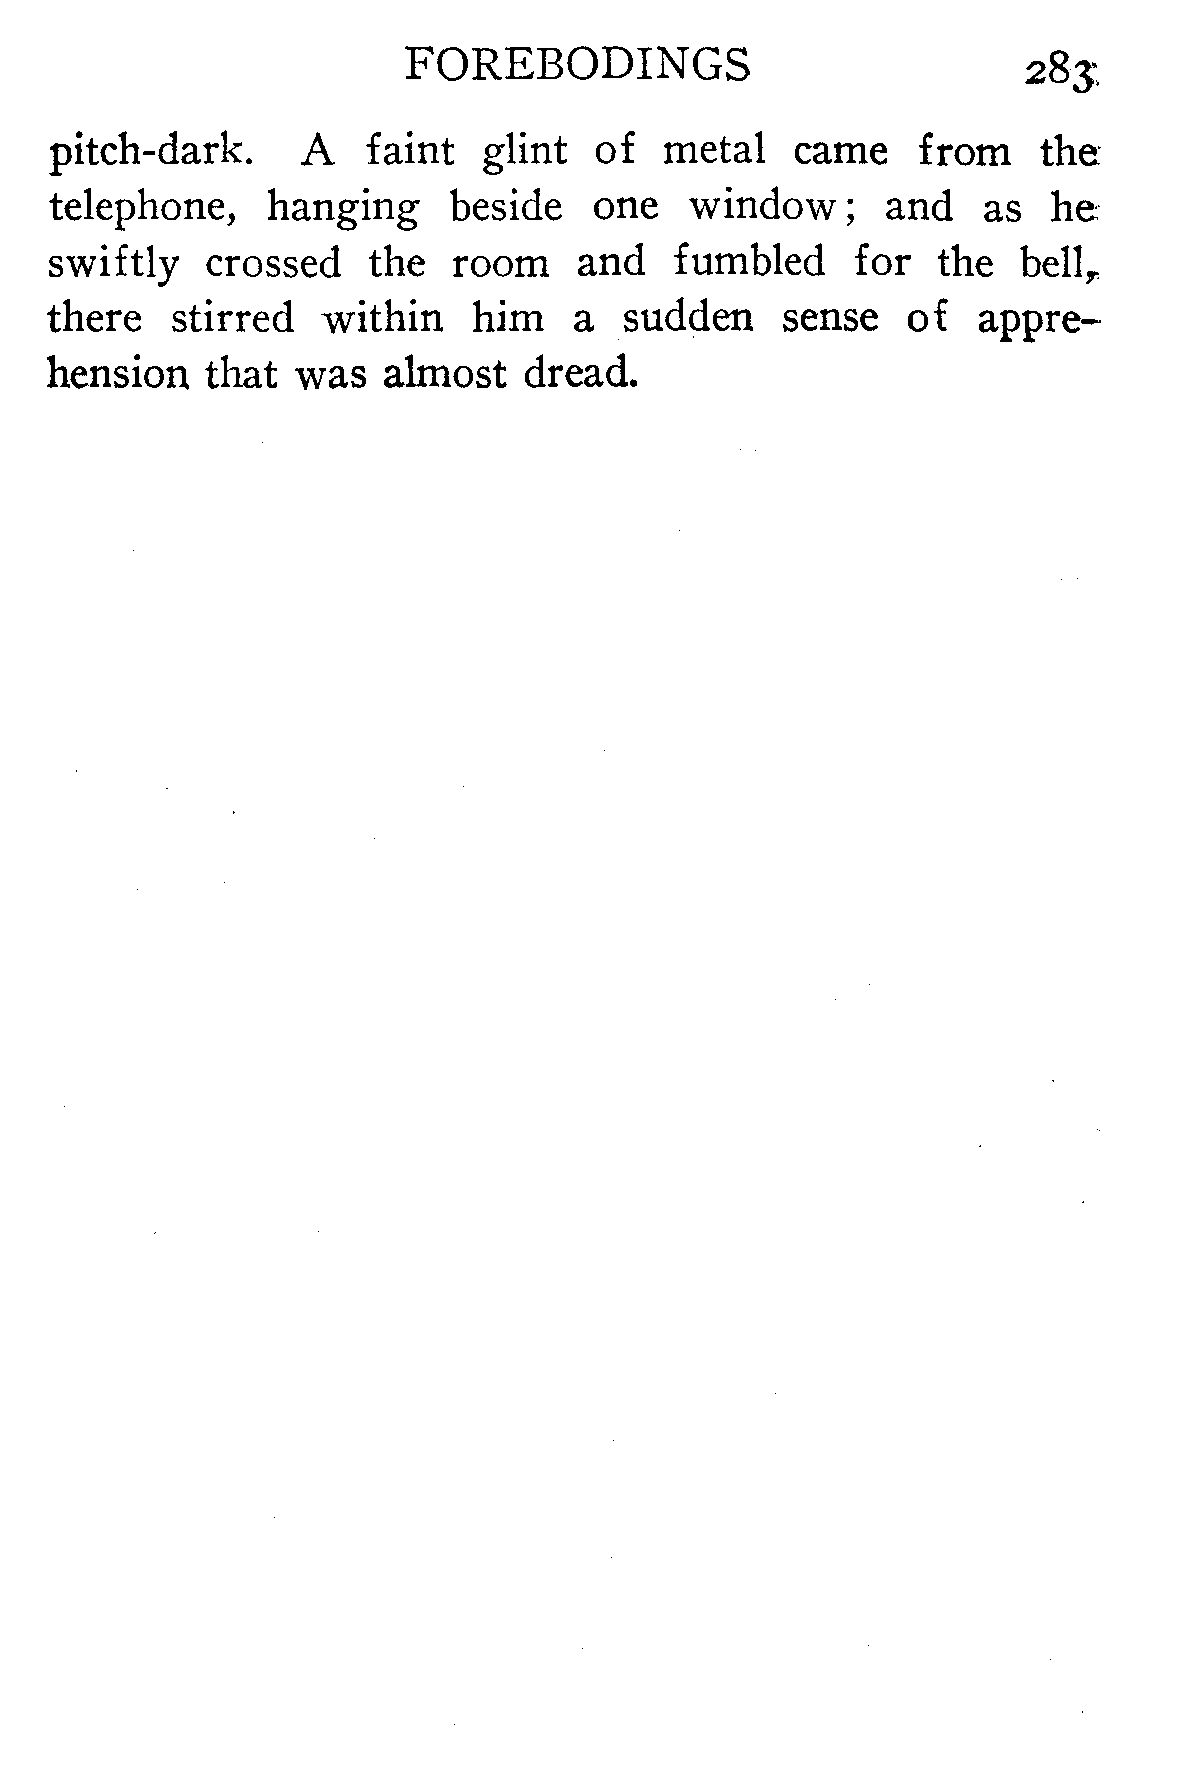 FOREBODINGS 283
pitch-dark. A faint glint of metal came from the
telephone, hanging beside one window; and as he
swiftly crossed the room and fumbled for the bell,
there stirred within him a sudden sense of appre-
hension that was almost dread.